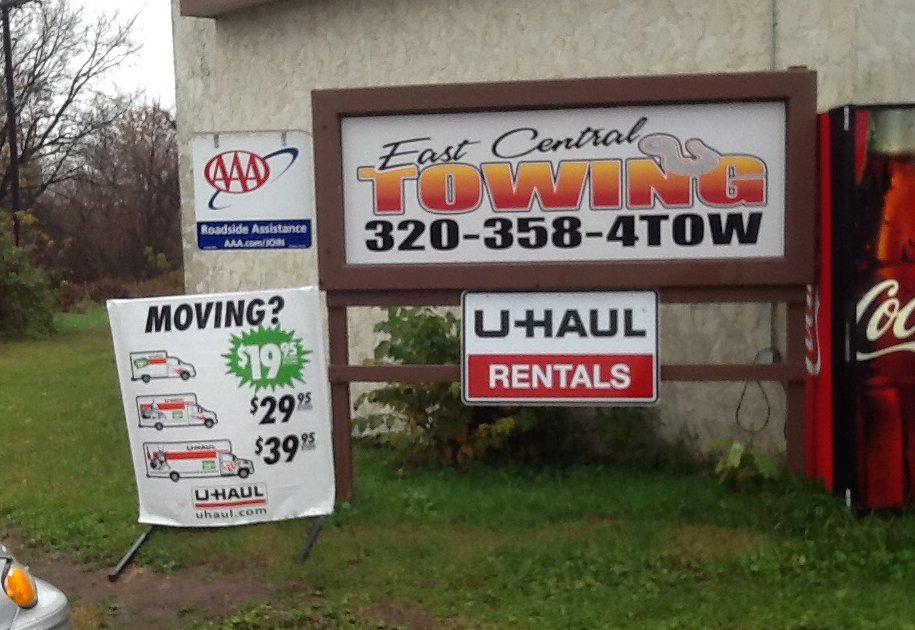 AAA
Roadside Assistance
AAA.com/JOIN
East Central
TOWING
320-358-4TOW
MOVING?
$19.95
$29.95
$39.95
U-HAUL
U-HAUL
uhaul.com
U-HAUL
RENTALS